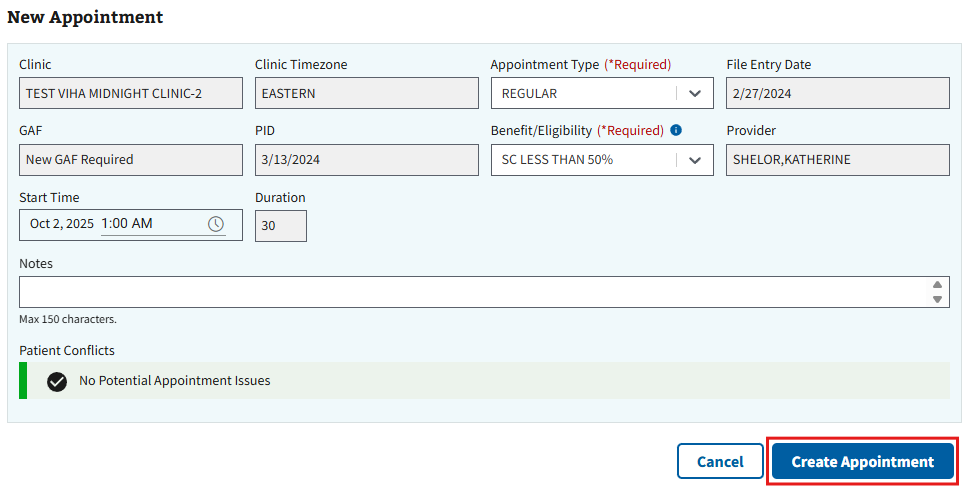 New Appointment
Clinic Clinic Timezone Appointment Type (*Required) File Entry Date
TEST VIHA MIDNIGHT CLINIC-2 EASTERN REGULAR 2/27/2024
GAF PID Benefit/Eligibility (*Required) Provider
New GAF Required 3/13/2024 SC LESS THAN 50% SHELOR,KATHERINE
Start Time Duration
Oct 2, 2025 1:00 AM 30
Notes
Max 150 characters.
Patient Conflicts
No Potential Appointment Issues
Cancel Create Appointment